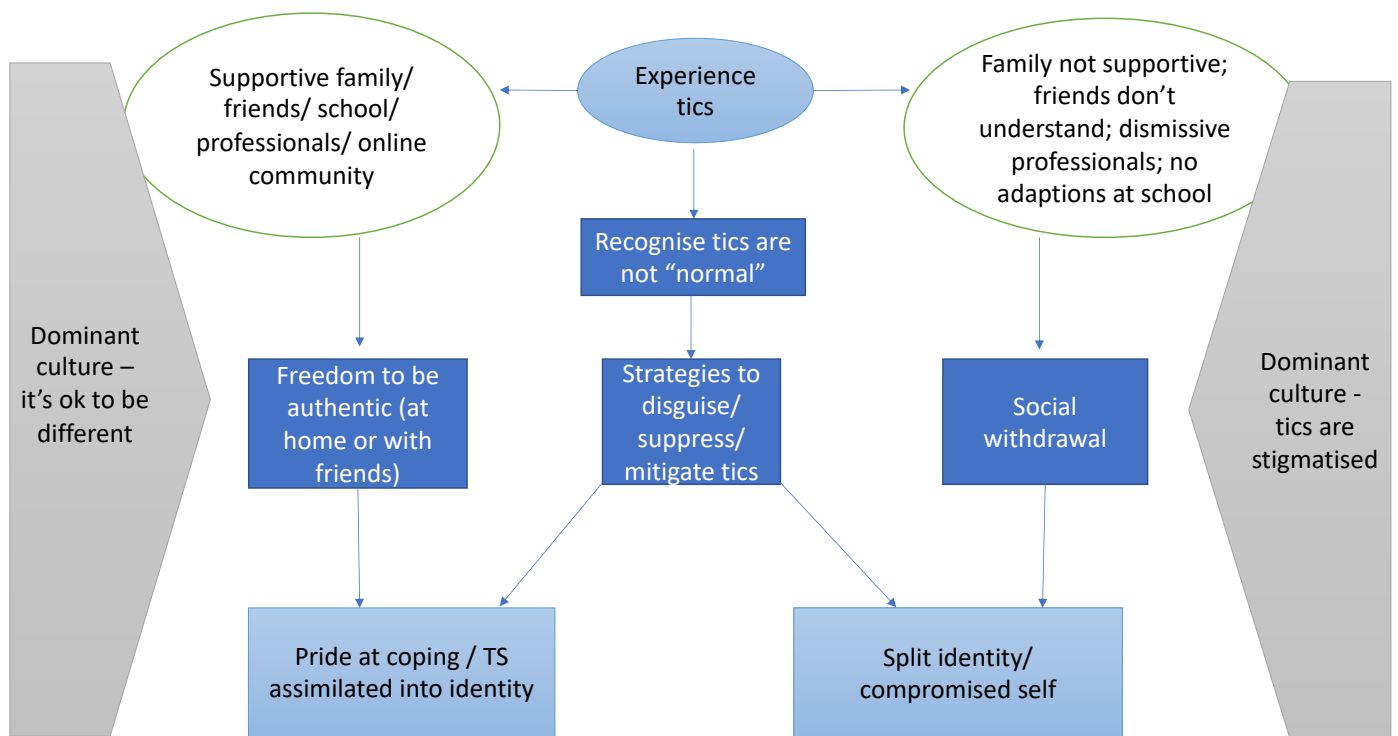 Supportive family/
friends/ school/
professionals/ online
community
Experience
tics
Family not supportive;
friends don’t
understand; dismissive
professionals; no
adaptions at school
Recognise tics are
not “normal”
Dominant
culture –
it’s ok to be
different
Freedom to be
authentic (at
home or with
friends)
Strategies to
disguise/
suppress/
mitigate tics
Social
withdrawal
Dominant
culture -
tics are
stigmatised
Pride at coping / TS
assimilated into identity
Split identity/
compromised self